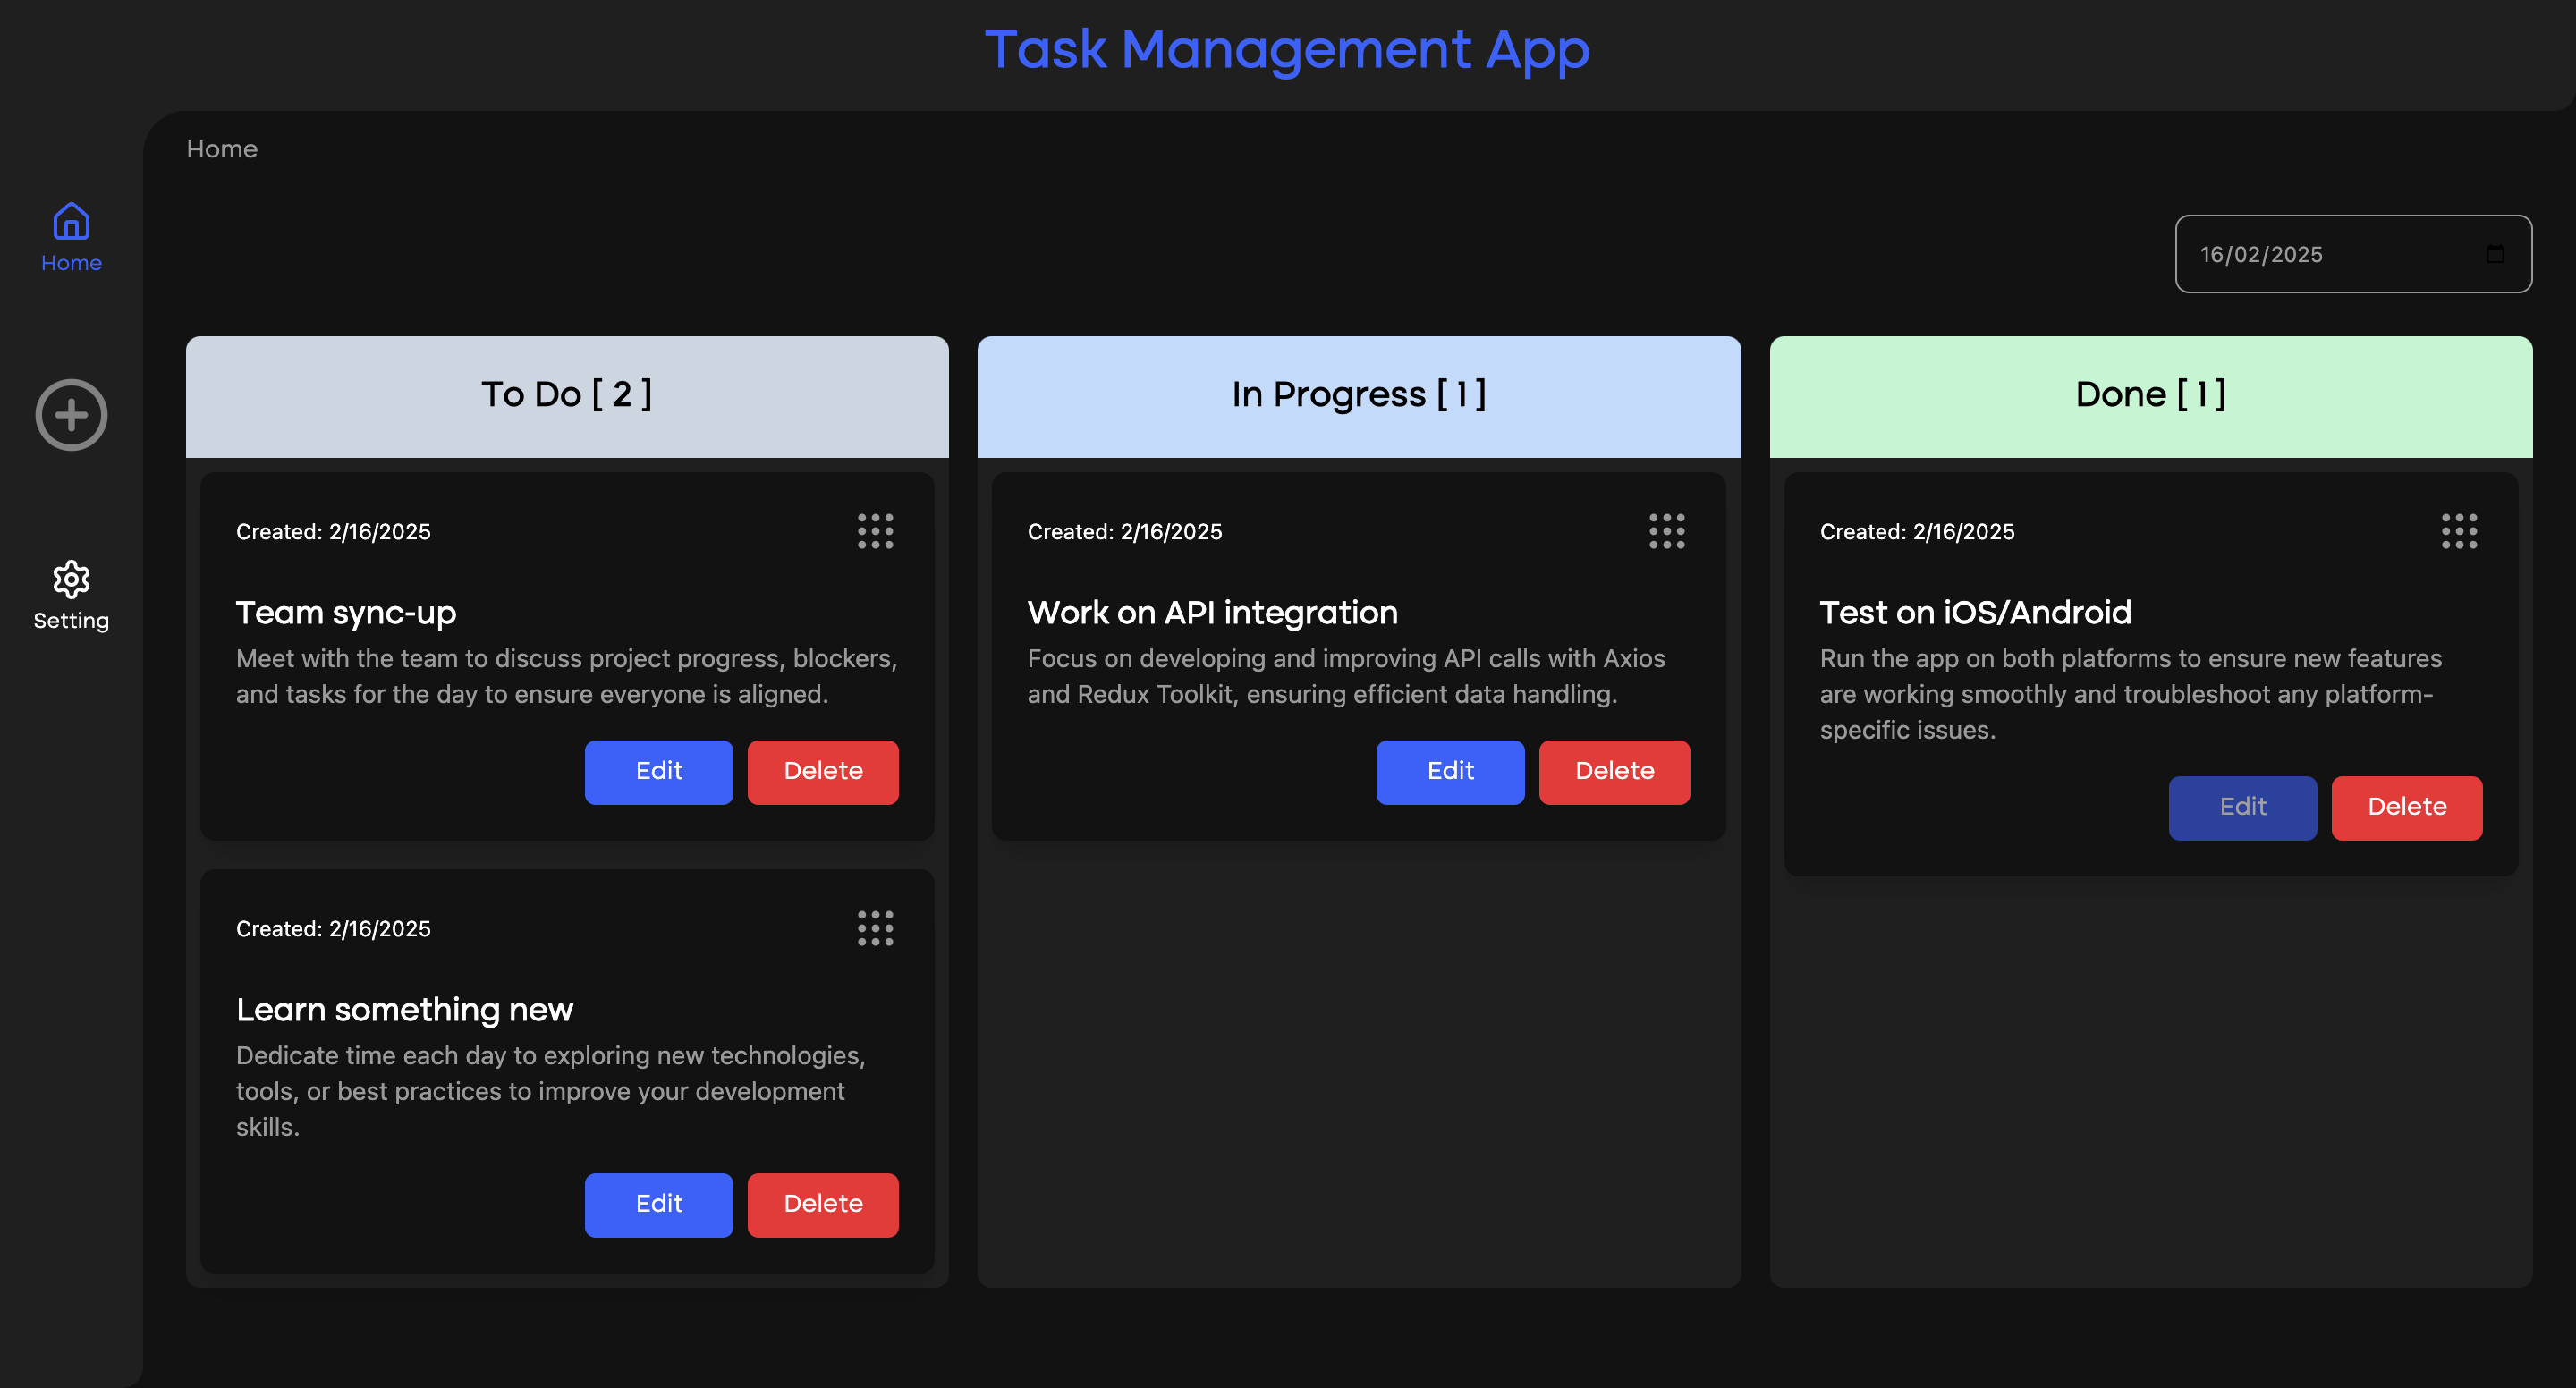 Task Management App
Home
Home
Setting
16/02/2025
To Do [ 2 ]
Created: 2/16/2025
Team sync-up
Meet with the team to discuss project progress, blockers,
and tasks for the day to ensure everyone is aligned.
Edit
Delete
Created: 2/16/2025
Learn something new
Dedicate time each day to exploring new technologies,
tools, or best practices to improve your development
skills.
Edit
Delete
In Progress [ 1 ]
Created: 2/16/2025
Work on API integration
Focus on developing and improving API calls with Axios
and Redux Toolkit, ensuring efficient data handling.
Edit
Delete
Done [ 1 ]
Created: 2/16/2025
Test on iOS/Android
Run the app on both platforms to ensure new features
are working smoothly and troubleshoot any platform-
specific issues.
Edit
Delete